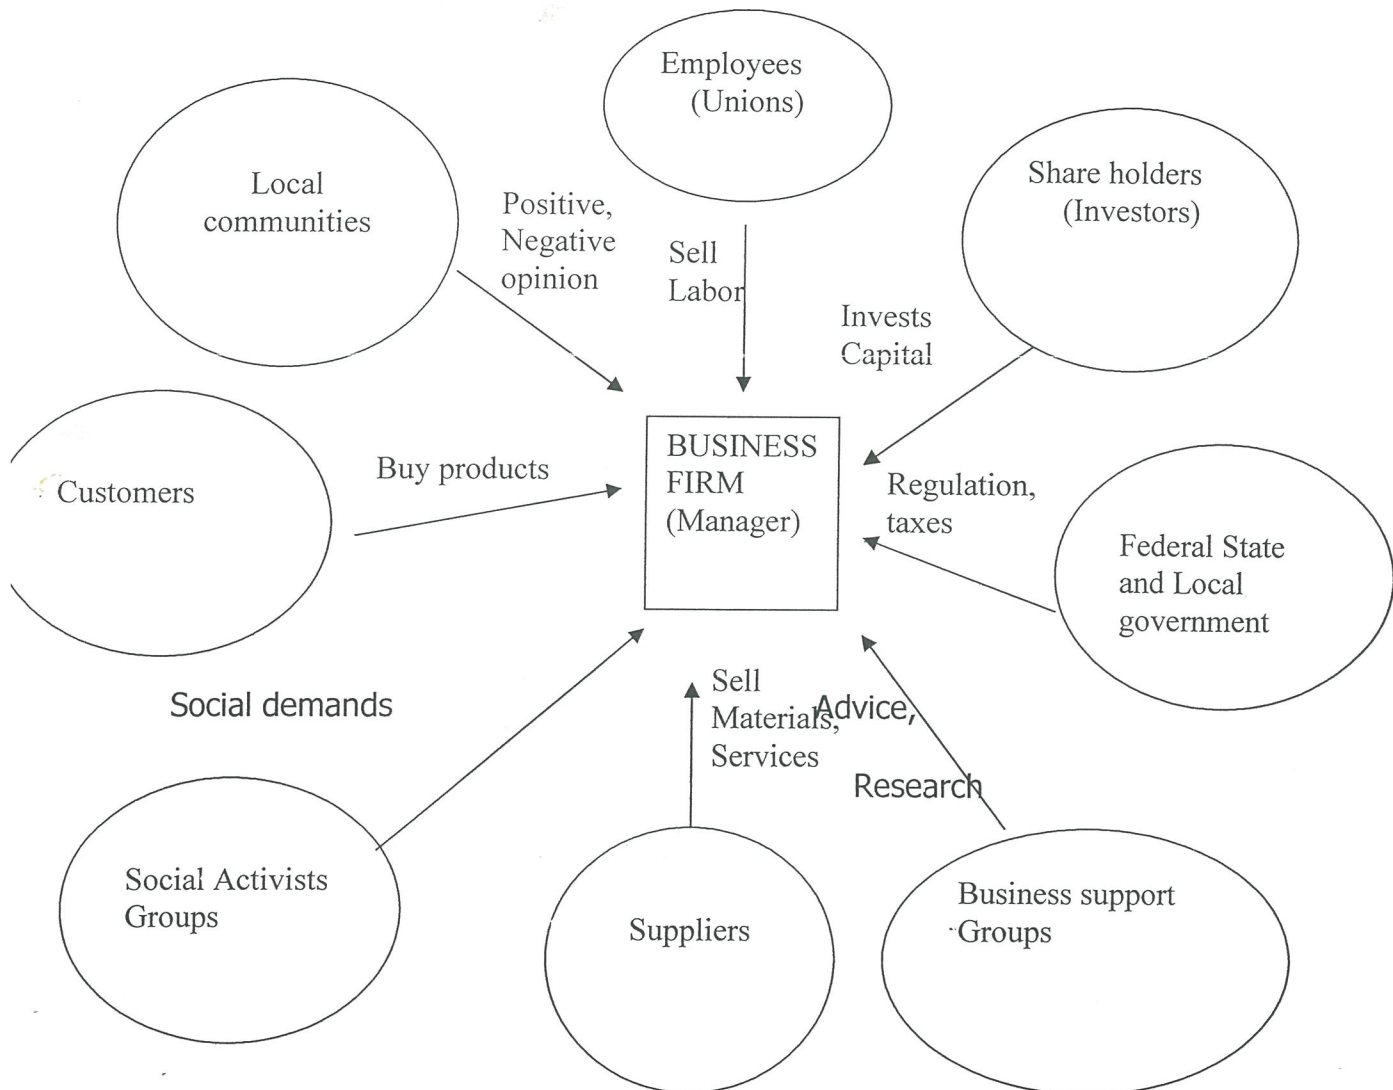 Employees
(Unions)
Local
communities
Share holders
(Investors)
Positive,
Negative
opinion
Sell
Labor
Invests
Capital
BUSINESS
FIRM
(Manager)
Buy products
Customers
Regulation,
taxes
Federal State
and Local
government
Social demands
Sell
Materials,
Services
Advice,
Research
Social Activists
Groups
Suppliers
Business support
Groups